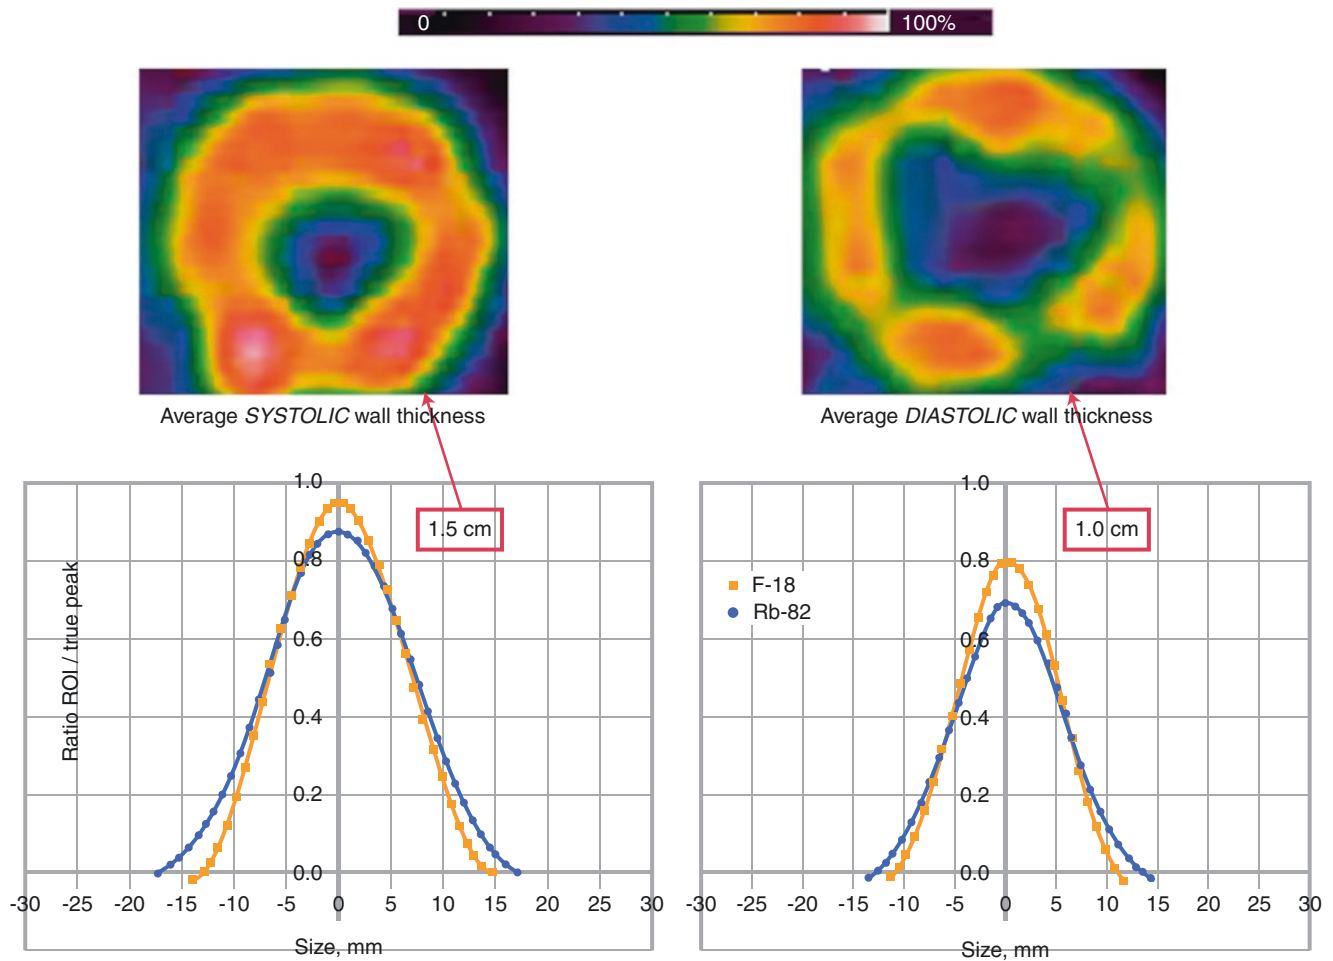 0 100%
Average SYSTOLIC wall thickness
Average DIASTOLIC wall thickness
1.5 cm
1.0 cm
Ratio ROI / true peak
1.0
0.8
0.6
0.4
0.2
0.0
-30 -25 -20 -15 -10 -5 0 5 10 15 20 25 30
Size, mm
F-18
Rb-82
1.0
0.8
0.6
0.4
0.2
0.0
-30 -25 -20 -15 -10 -5 0 5 10 15 20 25 30
Size, mm